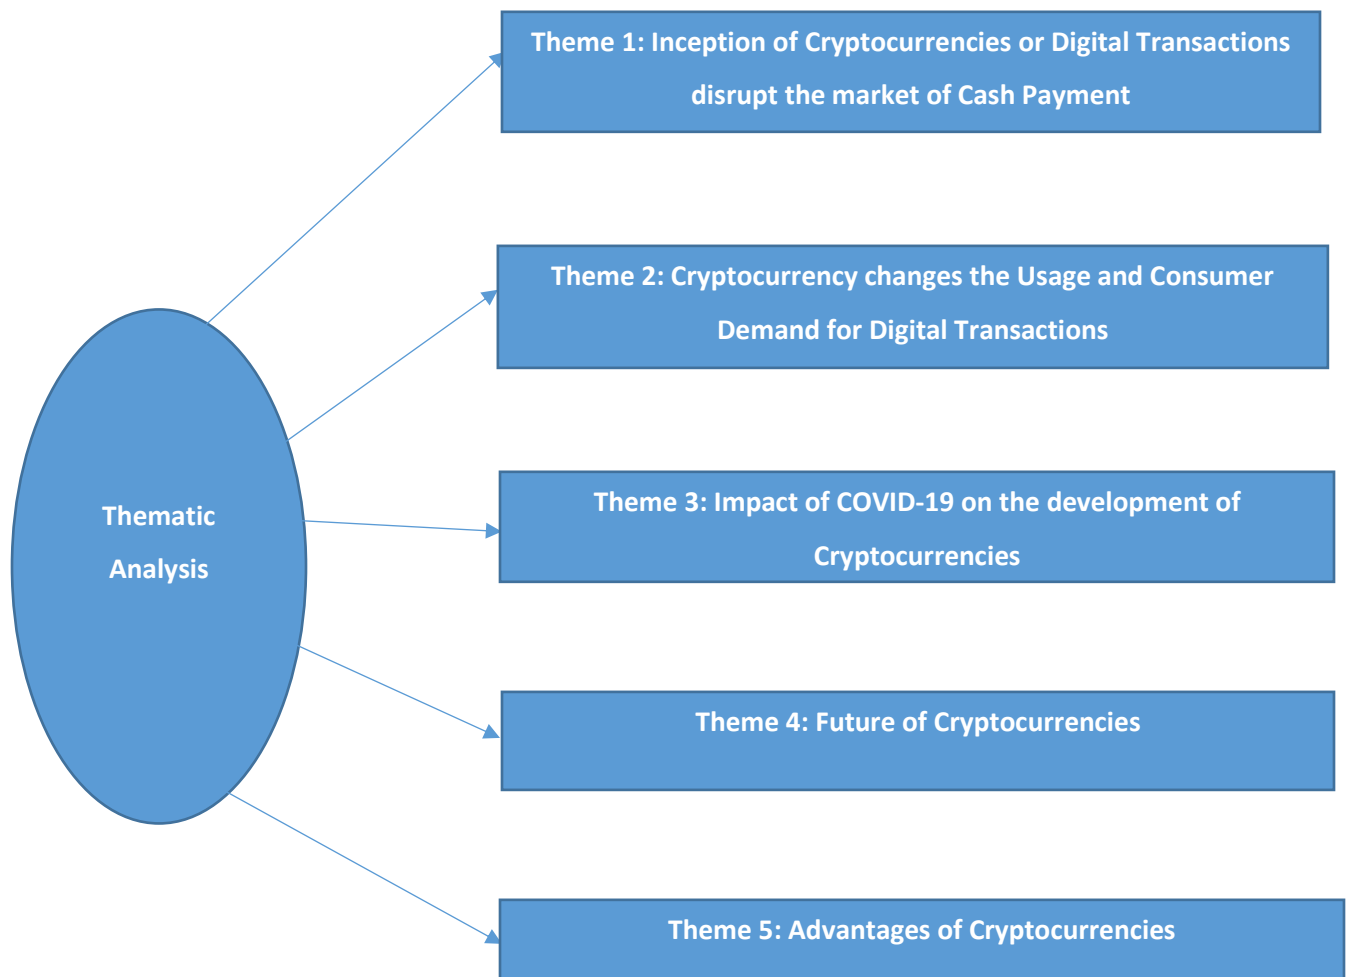 Theme 1: Inception of Cryptocurrencies or Digital Transactions
disrupt the market of Cash Payment
Theme 2: Cryptocurrency changes the Usage and Consumer
Demand for Digital Transactions
Thematic
Analysis
Theme 3: Impact of COVID-19 on the development of
Cryptocurrencies
Theme 4: Future of Cryptocurrencies
Theme 5: Advantages of Cryptocurrencies